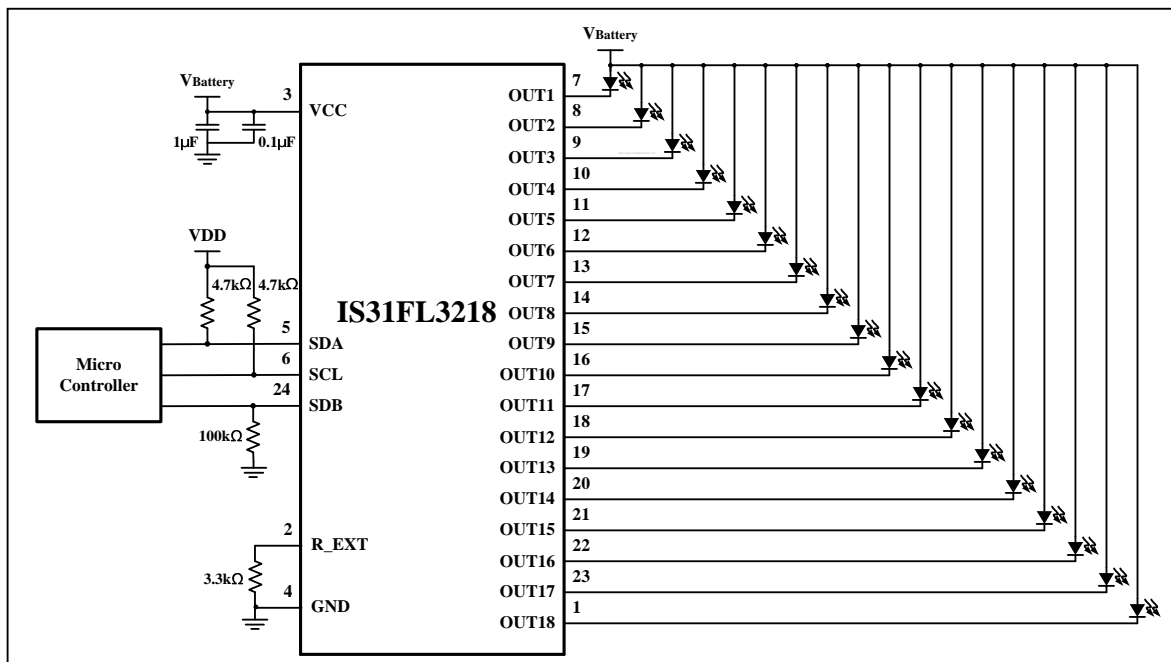 VBattery
VBattery
3
VCC
1µF
0.1µF
VDD
4.7kΩ
4.7kΩ
Micro
Controller
5
SDA
6
SCL
24
SDB
100kΩ
2
R_EXT
3.3kΩ
4
GND
IS31FL3218
7
OUT1
8
OUT2
9
OUT3
10
OUT4
11
OUT5
12
OUT6
13
OUT7
14
OUT8
15
OUT9
16
OUT10
17
OUT11
18
OUT12
19
OUT13
20
OUT14
21
OUT15
22
OUT16
23
OUT17
1
OUT18